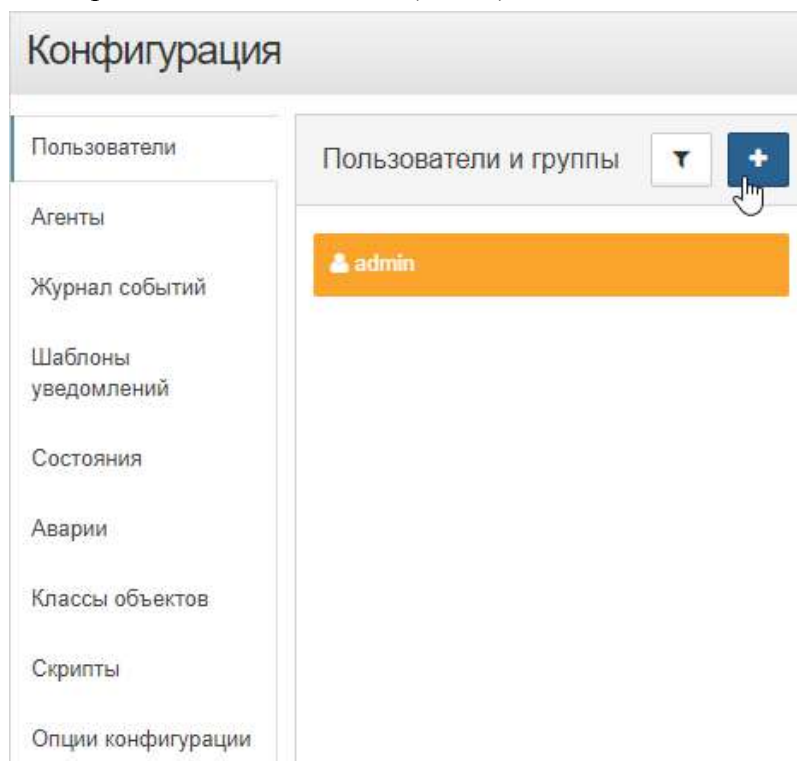 Конфигурация
Пользователи
Пользователи и группы
admin
Агенты
Журнал событий
Шаблоны
уведомлений
Состояния
Аварии
Классы объектов
Скрипты
Опции конфигурации